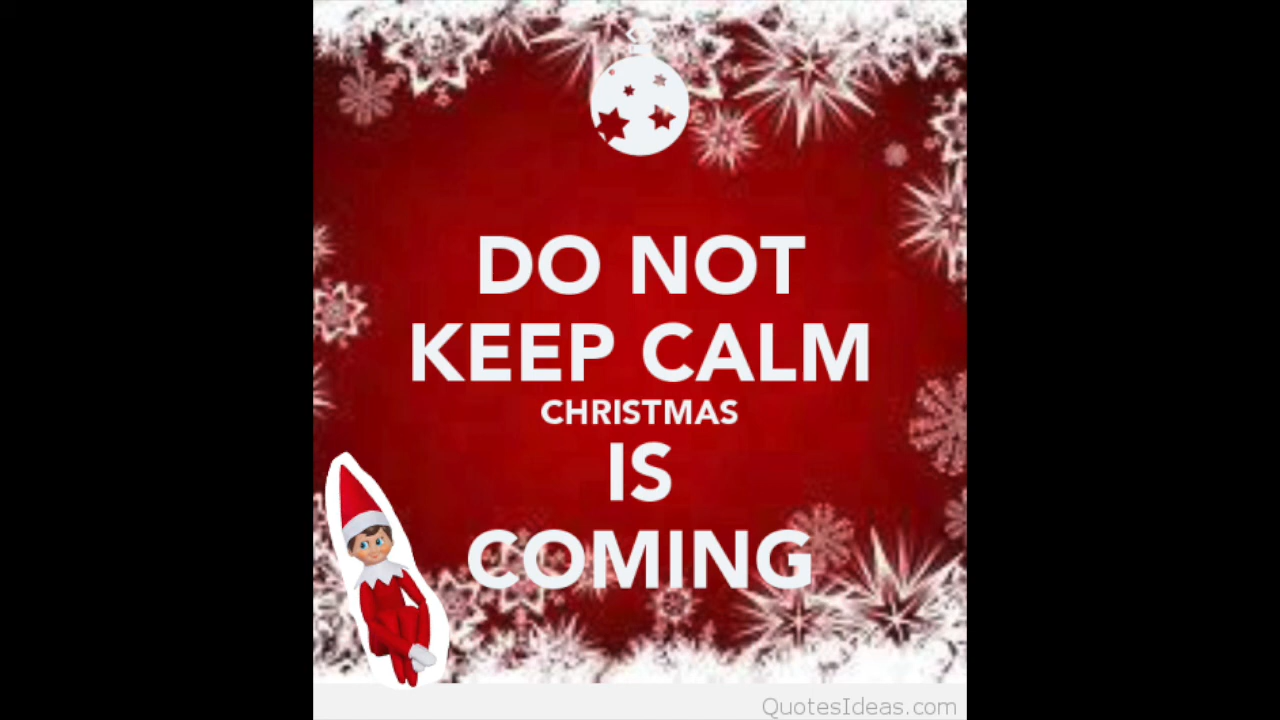 DO NOT
KEEP CALM
CHRISTMAS
IS
COMING
QuotesIdeas.com